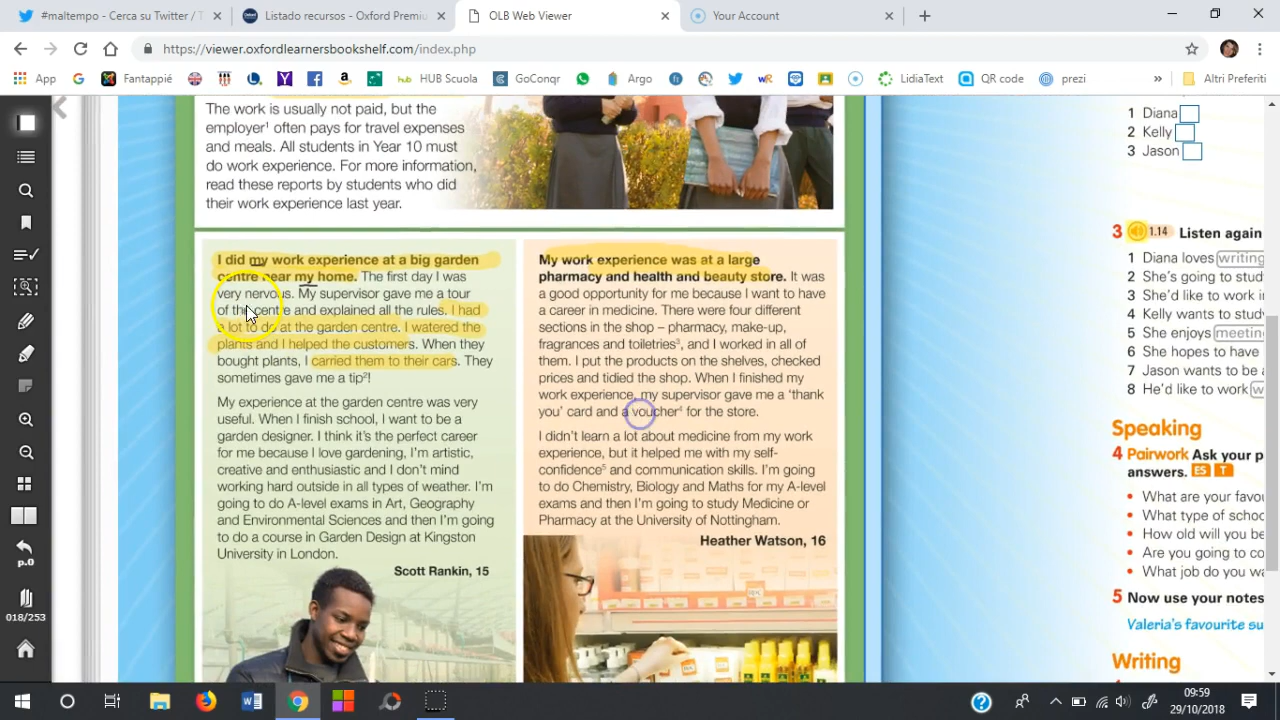 #maltempo - Cerca su Twitter / T
Listado recursos - Oxford Premiu
OLB Web Viewer
Your Account
https://viewer.oxfordlearnersbookshelf.com/index.php
App
Fantappié
HUB Scuola
GoConqr
Argo
LidiaText
QR code
prezi
»
Altri Preferiti
The work is usually not paid, but the
employer¹ often pays for travel expenses
and meals. All students in Year 10 must
do work experience. For more information,
read these reports by students who did
their work experience last year.
I did my work experience at a big garden
centre near my home. The first day I was
very nervous. My supervisor gave me a tour
of the centre and explained all the rules. I had
a lot to do at the garden centre. I watered the
plants and I helped the customers. When they
bought plants, I carried them to their cars. They
sometimes gave me a tip²!
My experience at the garden centre was very
useful. When I finish school, I want to be a
garden designer. I think it's the perfect career
for me because I love gardening, I'm artistic,
creative and enthusiastic and I don't mind
working hard outside in all types of weather. I'm
going to do A-level exams in Art, Geography
and Environmental Sciences and then I'm going
to do a course in Garden Design at Kingston
University in London.
Scott Rankin, 15
My work experience was at a large
pharmacy and health and beauty store. It was
a good opportunity for me because I want to have
a career in medicine. There were four different
sections in the shop – pharmacy, make-up,
fragrances and toiletries³, and I worked in all of
them. I put the products on the shelves, checked
prices and tidied the shop. When I finished my
work experience, my supervisor gave me a 'thank
you' card and a voucher⁴ for the store.
I didn't learn a lot about medicine from my work
experience, but it helped me with my self-
confidence⁵ and communication skills. I'm going
to do Chemistry, Biology and Maths for my A-level
exams and then I'm going to study Medicine or
Pharmacy at the University of Nottingham.
Heather Watson, 16
1 Diana
2 Kelly
3 Jason
3 1.14 Listen again
1 Diana loves writing
2 She's going to stud
3 She'd like to work i
4 Kelly wants to stud
5 She enjoys meetin
6 She hopes to have
7 Jason wants to be a
8 He'd like to work w
Speaking
4 Pairwork Ask your p
answers. ES T
• What are your favou
• What type of schoo
• How old will you be
• Are you going to co
• What job do you wa
5 Now use your notes
Valeria's favourite su
Writing
p.0
018/253
09:59
29/10/2018